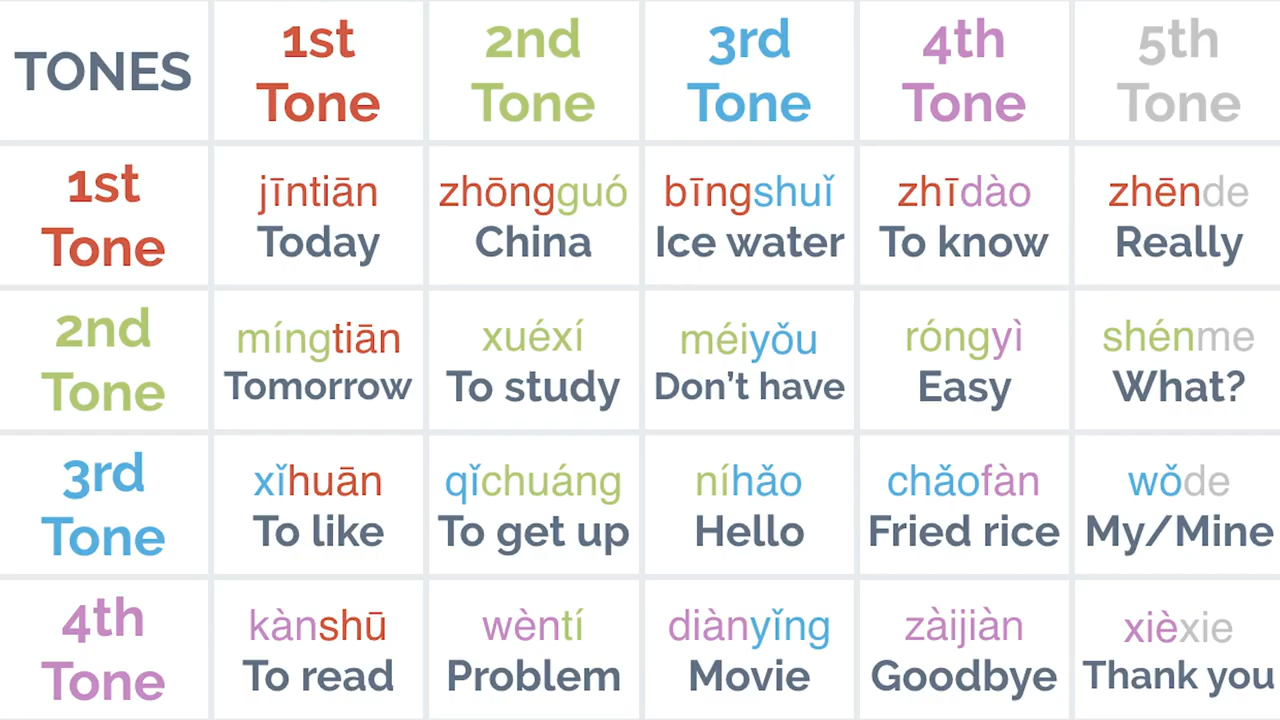 TONES
1st
Tone
2nd
Tone
3rd
Tone
4th
Tone
5th
Tone
1st
Tone
jīntiān
Today
zhōngguó
China
bīngshuǐ
Ice water
zhīdào
To know
zhēnde
Really
2nd
Tone
míngtiān
Tomorrow
xuéxí
To study
méiyǒu
Don't have
róngyì
Easy
shénme
What?
3rd
Tone
xǐhuān
To like
qǐchuáng
To get up
níhǎo
Hello
chǎofàn
Fried rice
wǒde
My/Mine
4th
Tone
kànshū
To read
wèntí
Problem
diànyǐng
Movie
zàijiàn
Goodbye
xièxie
Thank you